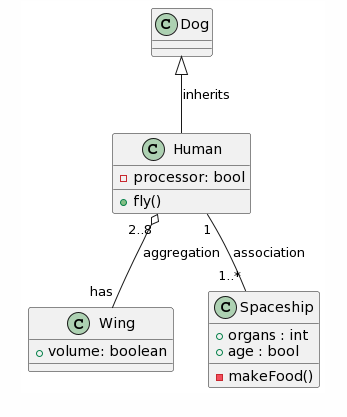 C Dog
inherits
C Human
processor: bool
fly()
2..8
1
aggregation
association
1..*
has
C Wing
volume: boolean
C Spaceship
organs : int
age : bool
makeFood()